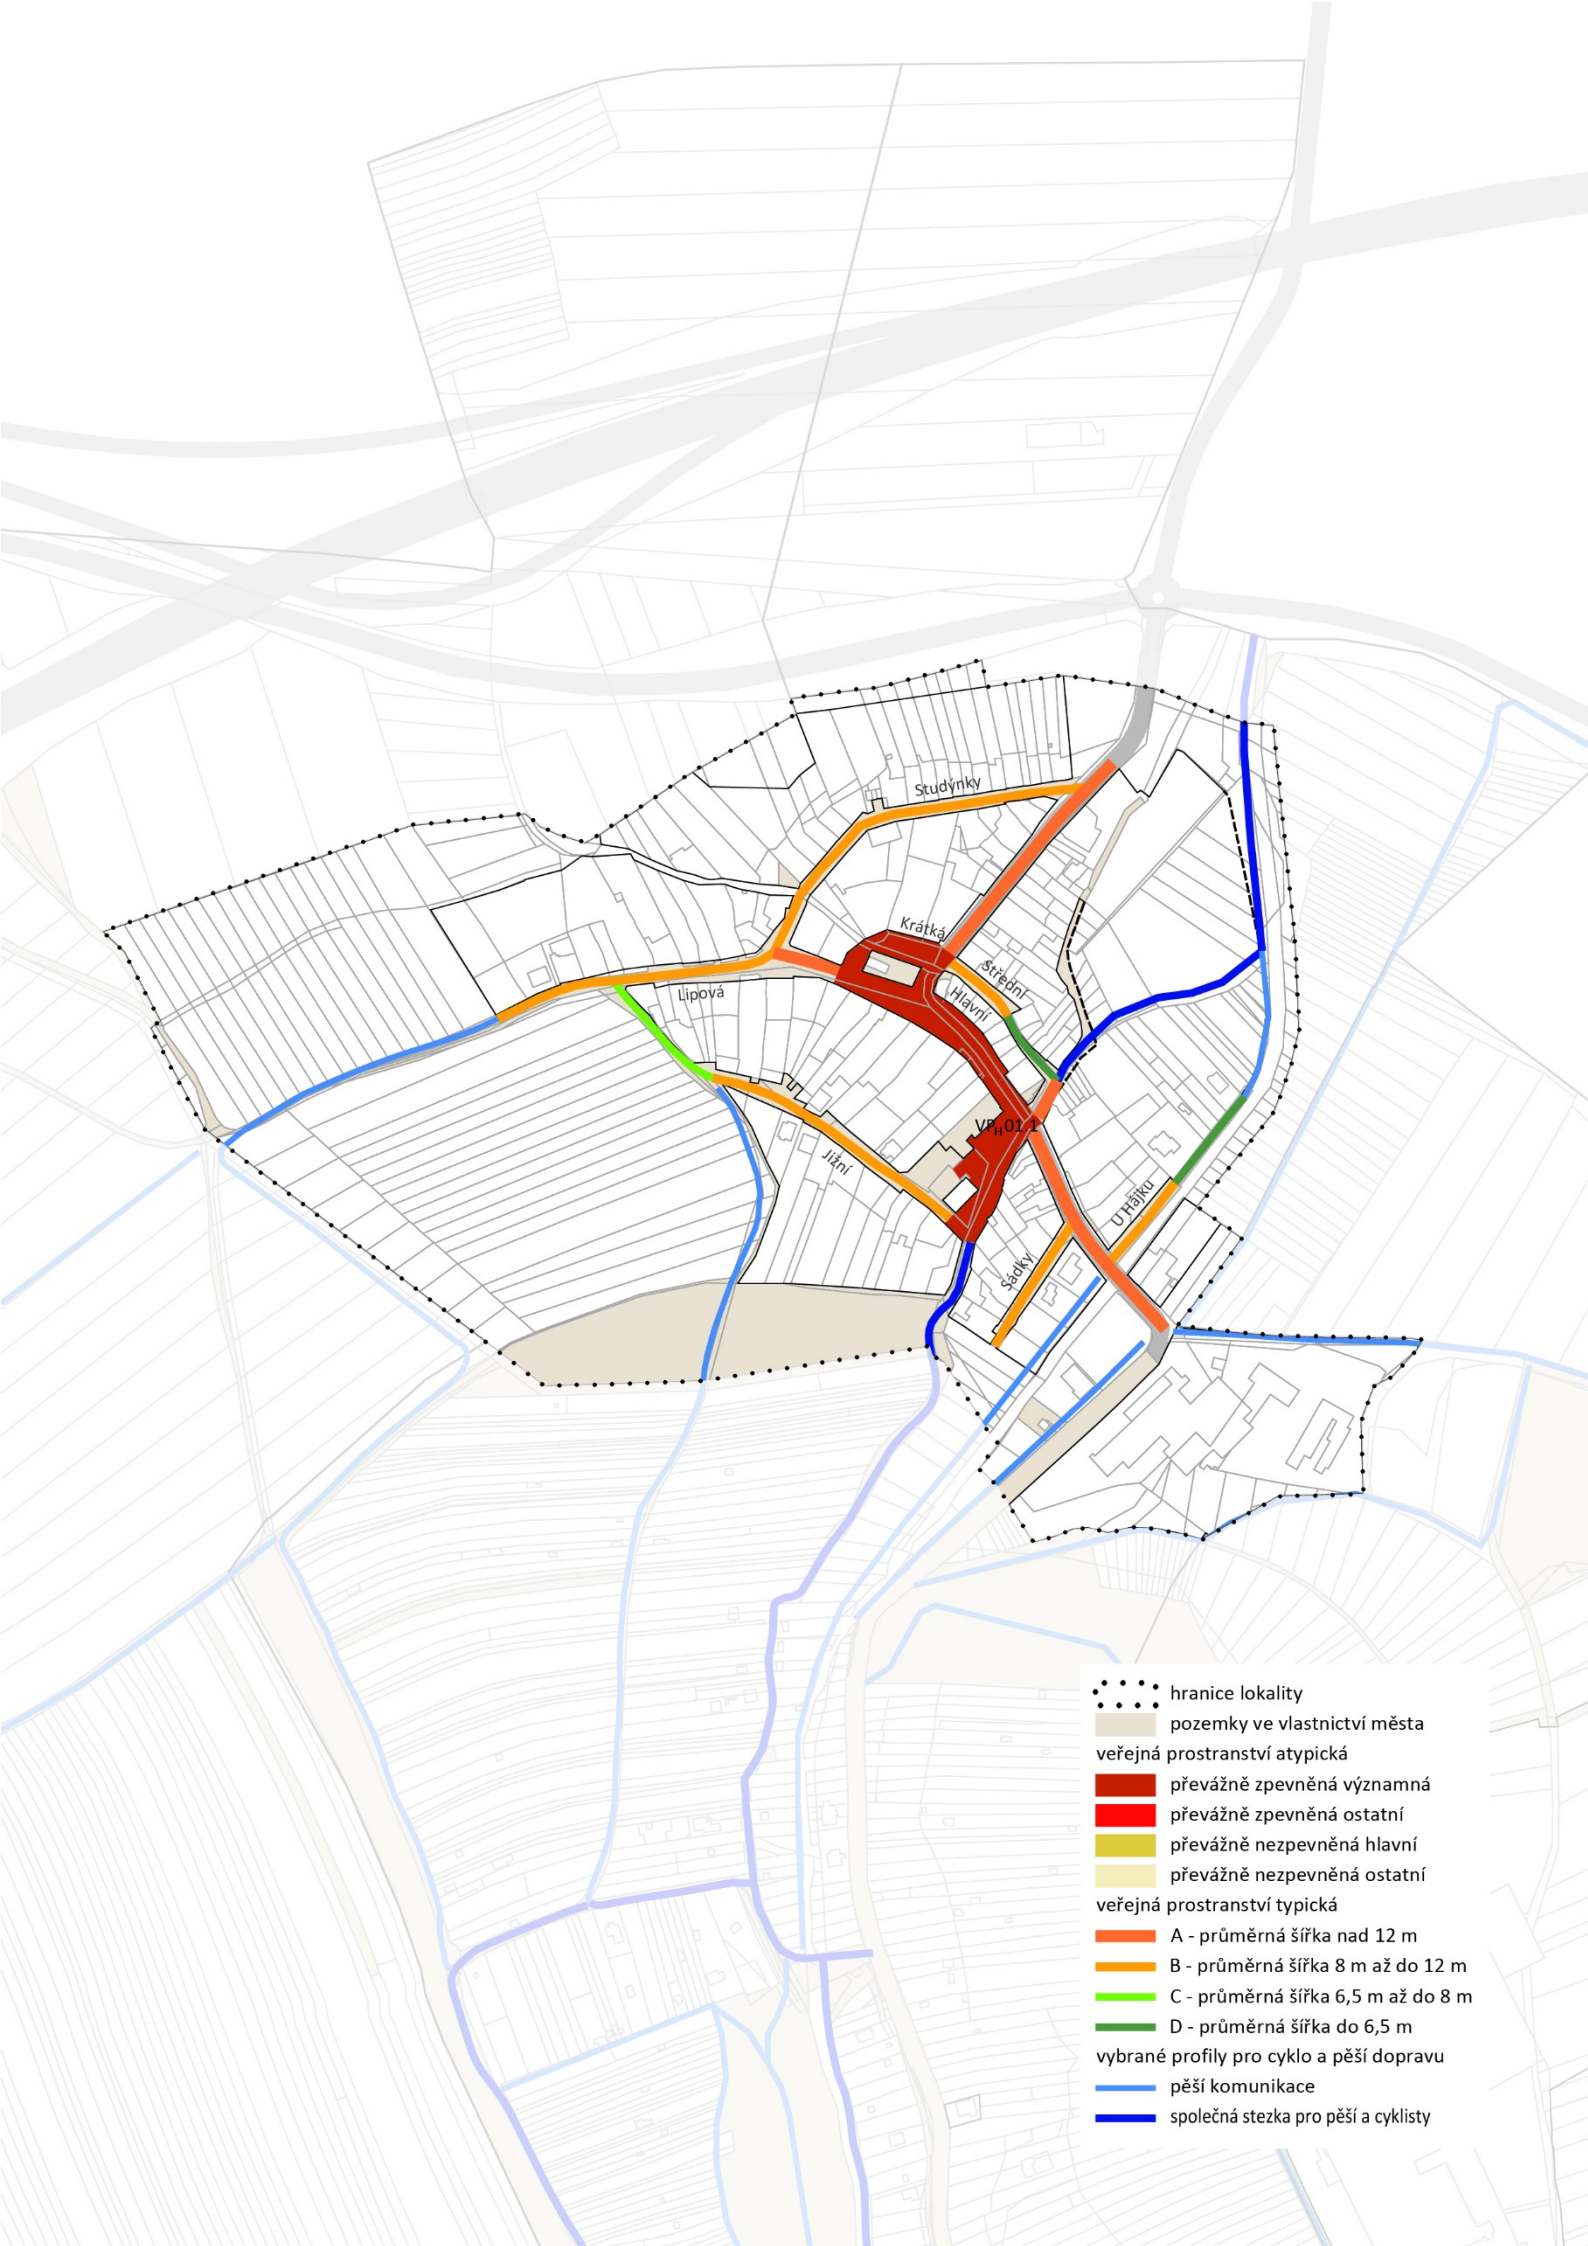 Studýnky
Krátká
Střední
Hlavní
Lipová
VPH01.1
Jižní
U Hájku
Sádky
hranice lokality
pozemky ve vlastnictví města
veřejná prostranství atypická
převážně zpevněná významná
převážně zpevněná ostatní
převážně nezpevněná hlavní
převážně nezpevněná ostatní
veřejná prostranství typická
A - průměrná šířka nad 12 m
B - průměrná šířka 8 m až do 12 m
C - průměrná šířka 6,5 m až do 8 m
D - průměrná šířka do 6,5 m
vybrané profily pro cyklo a pěší dopravu
pěší komunikace
společná stezka pro pěší a cyklisty